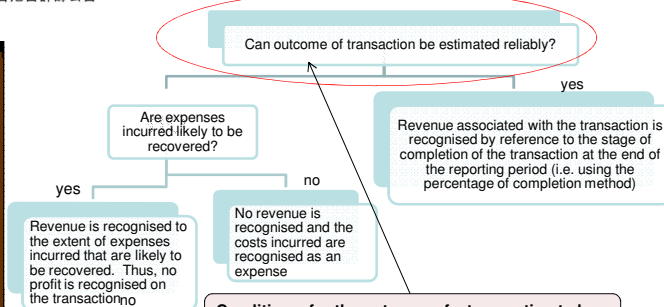 Can outcome of transaction be estimated reliably?
yes
Are expenses
incurred likely to be
recovered?
Revenue associated with the transaction is
recognised by reference to the stage of
completion of the transaction at the end of
the reporting period (i.e. using the
percentage of completion method)
yes
no
Revenue is recognised to
the extent of expenses
incurred that are likely to
be recovered. Thus, no
profit is recognised on
the transaction
no
No revenue is
recognised and the
costs incurred are
recognised as an
expense